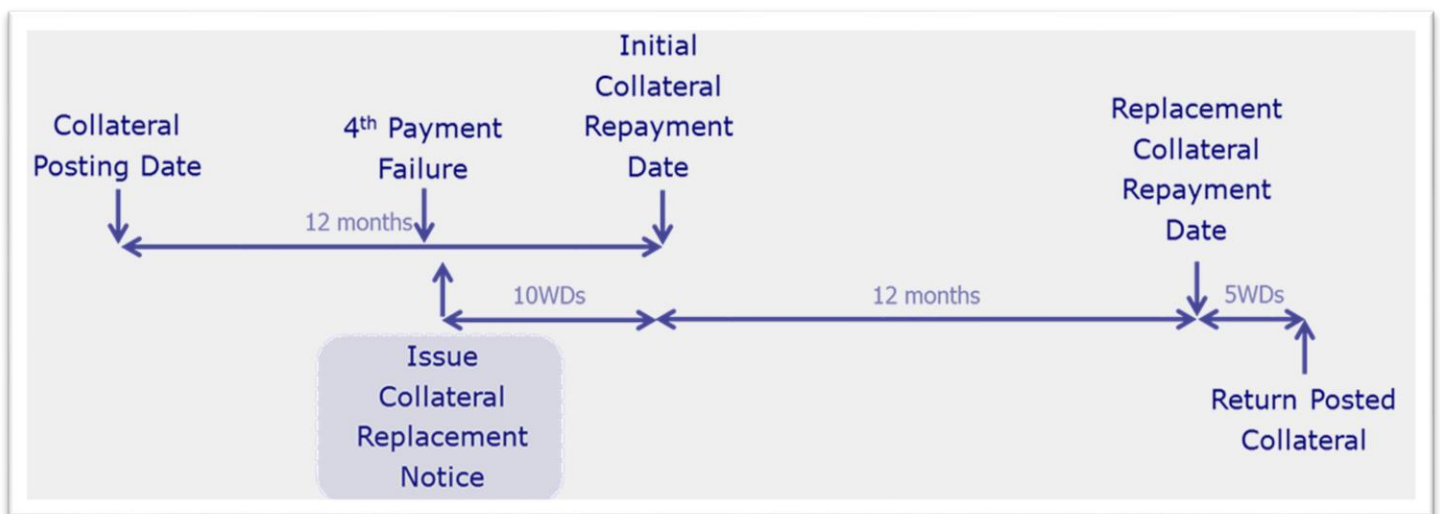 Collateral
Posting Date
4th Payment
Failure
Initial
Collateral
Repayment
Date
Replacement
Collateral
Repayment
Date
12 months
10WDs
12 months
5WDs
Issue
Collateral
Replacement
Notice
Return Posted
Collateral